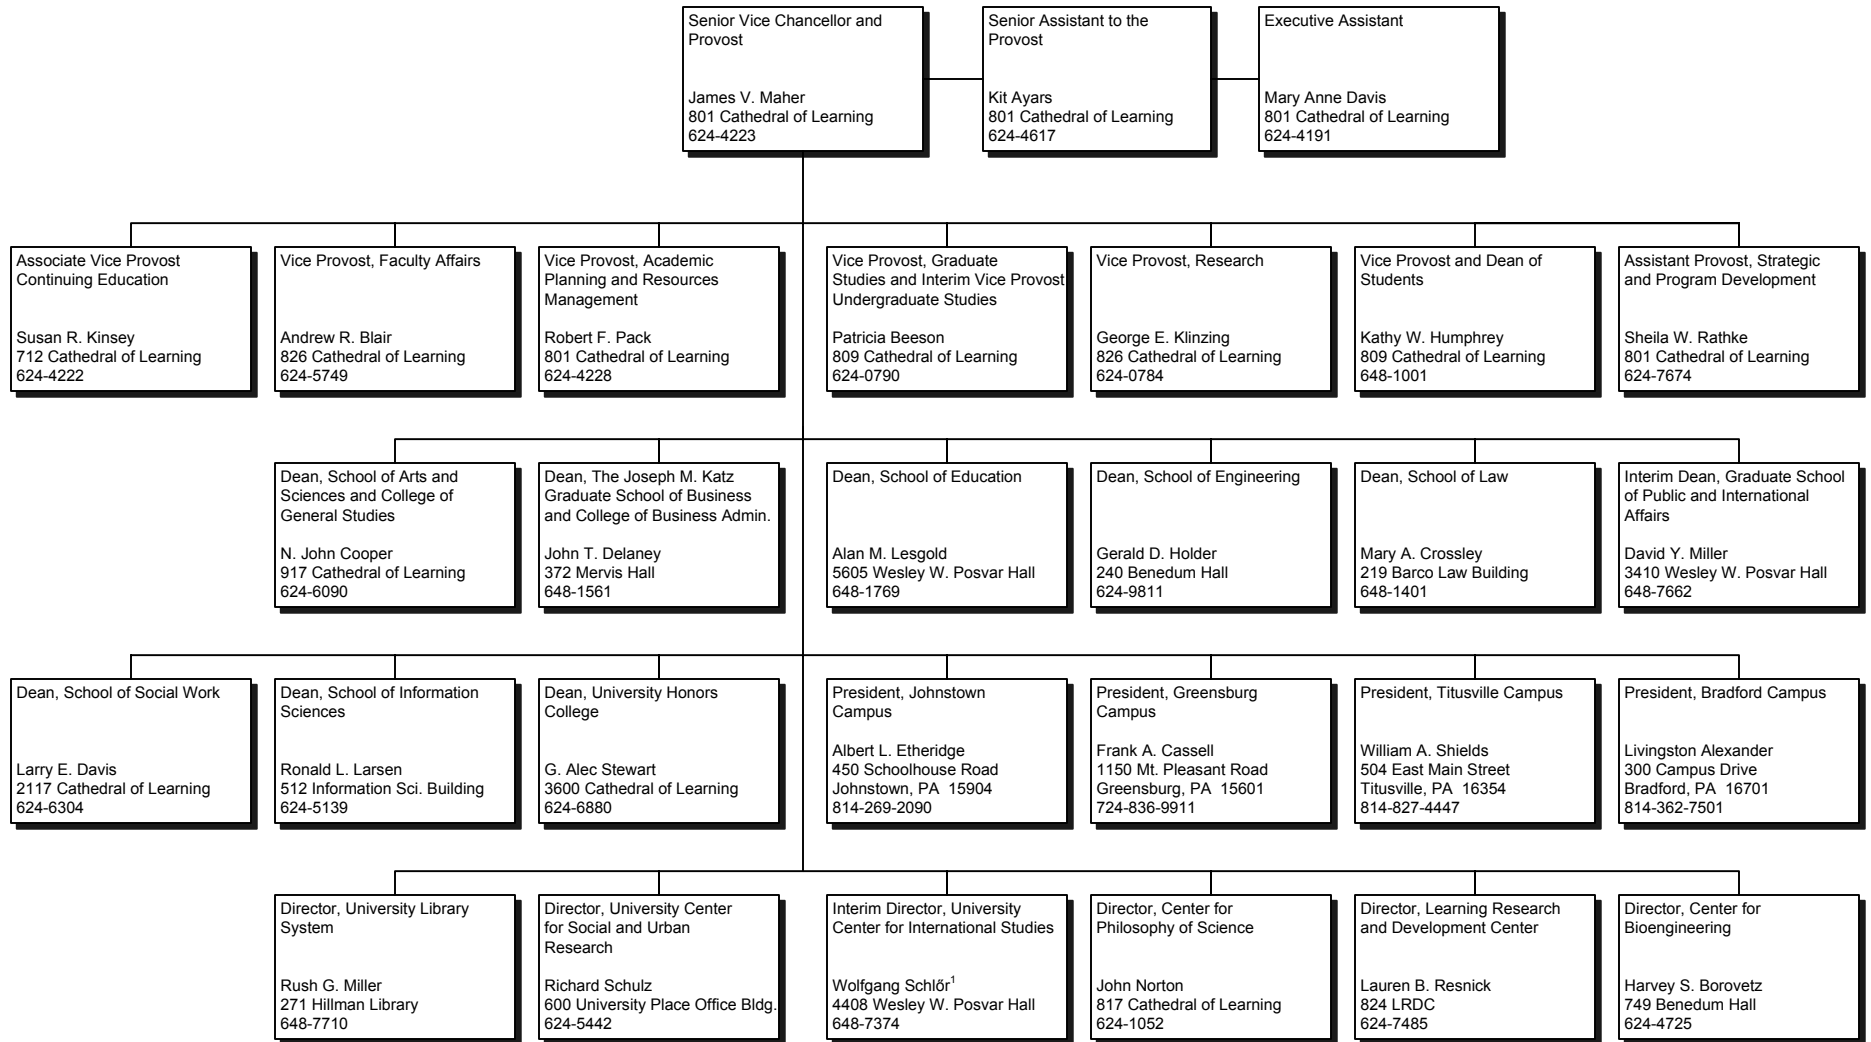 Senior Vice Chancellor and
Provost
James V. Maher
801 Cathedral of Learning
624-4223
Senior Assistant to the
Provost
Kit Ayars
801 Cathedral of Learning
624-4617
Executive Assistant
Mary Anne Davis
801 Cathedral of Learning
624-4191
Associate Vice Provost
Continuing Education
Susan R. Kinsey
712 Cathedral of Learning
624-4222
Vice Provost, Faculty Affairs
Andrew R. Blair
826 Cathedral of Learning
624-5749
Vice Provost, Academic
Planning and Resources
Management
Robert F. Pack
801 Cathedral of Learning
624-4228
Vice Provost, Graduate
Studies and Interim Vice Provost
Undergraduate Studies
Patricia Beeson
809 Cathedral of Learning
624-0790
Vice Provost, Research
George E. Klinzing
826 Cathedral of Learning
624-0784
Vice Provost and Dean of
Students
Kathy W. Humphrey
809 Cathedral of Learning
648-1001
Assistant Provost, Strategic
and Program Development
Sheila W. Rathke
801 Cathedral of Learning
624-7674
Dean, School of Arts and
Sciences and College of
General Studies
N. John Cooper
917 Cathedral of Learning
624-6090
Dean, The Joseph M. Katz
Graduate School of Business
and College of Business Admin.
John T. Delaney
372 Mervis Hall
648-1561
Dean, School of Education
Alan M. Lesgold
5605 Wesley W. Posvar Hall
648-1769
Dean, School of Engineering
Gerald D. Holder
240 Benedum Hall
624-9811
Dean, School of Law
Mary A. Crossley
219 Barco Law Building
648-1401
Interim Dean, Graduate School
of Public and International
Affairs
David Y. Miller
3410 Wesley W. Posvar Hall
648-7662
Dean, School of Social Work
Larry E. Davis
2117 Cathedral of Learning
624-6304
Dean, School of Information
Sciences
Ronald L. Larsen
512 Information Sci. Building
624-5139
Dean, University Honors
College
G. Alec Stewart
3600 Cathedral of Learning
624-6880
President, Johnstown
Campus
Albert L. Etheridge
450 Schoolhouse Road
Johnstown, PA  15904
814-269-2090
President, Greensburg
Campus
Frank A. Cassell
1150 Mt. Pleasant Road
Greensburg, PA  15601
724-836-9911
President, Titusville Campus
William A. Shields
504 East Main Street
Titusville, PA  16354
814-827-4447
President, Bradford Campus
Livingston Alexander
300 Campus Drive
Bradford, PA  16701
814-362-7501
Director, University Library
System
Rush G. Miller
271 Hillman Library
648-7710
Director, University Center
for Social and Urban
Research
Richard Schulz
600 University Place Office Bldg.
624-5442
Interim Director, University
Center for International Studies
Wolfgang Schlőr¹
4408 Wesley W. Posvar Hall
648-7374
Director, Center for
Philosophy of Science
John Norton
817 Cathedral of Learning
624-1052
Director, Learning Research
and Development Center
Lauren B. Resnick
824 LRDC
624-7485
Director, Center for
Bioengineering
Harvey S. Borovetz
749 Benedum Hall
624-4725